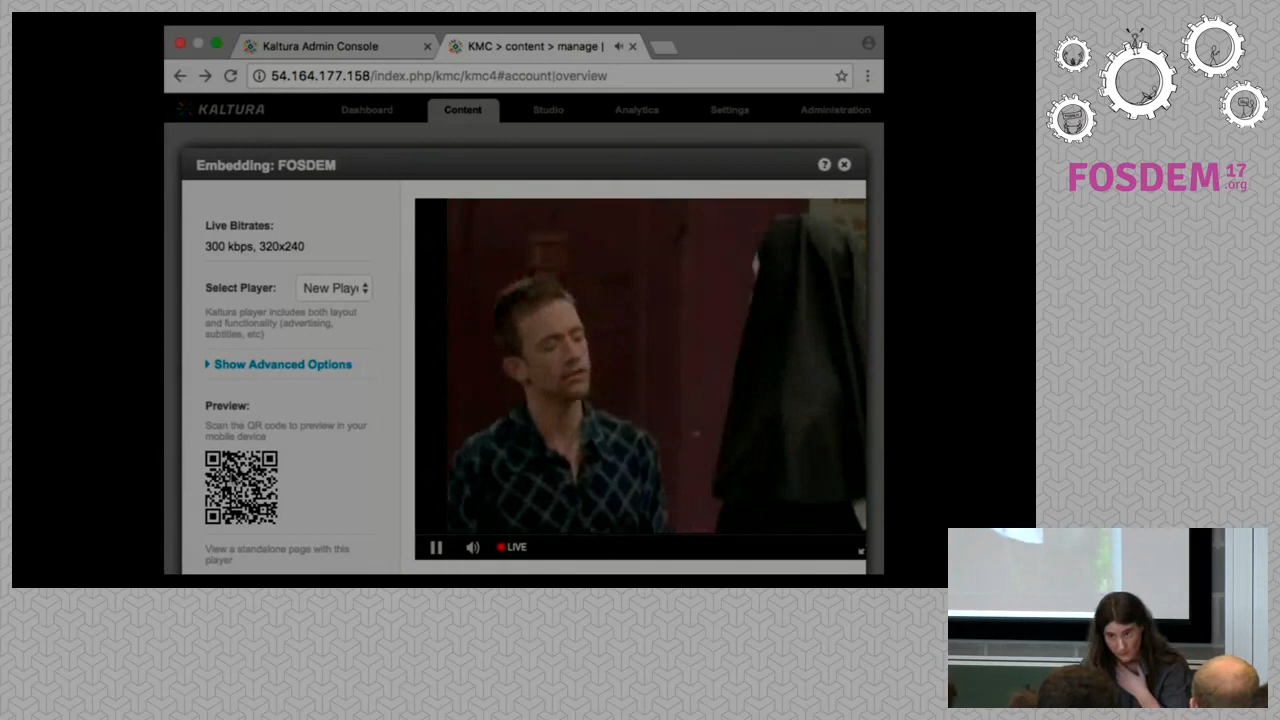 Kaltura Admin Console
KMC > content > manage |
54.164.177.158/index.php/kmc/kmc4#account|overview
KALTURA
Dashboard
Content
Studio
Analytics
Settings
Administration
Embedding: FOSDEM
Live Bitrates:
300 kbps, 320x240
Select Player:
New Play
Kaltura player includes both layout
and functionality (advertising,
subtitles, etc)
Show Advanced Options
Preview:
Scan the QR code to preview in your
mobile device
View a standalone page with this
player
LIVE
FOSDEM 17
.org